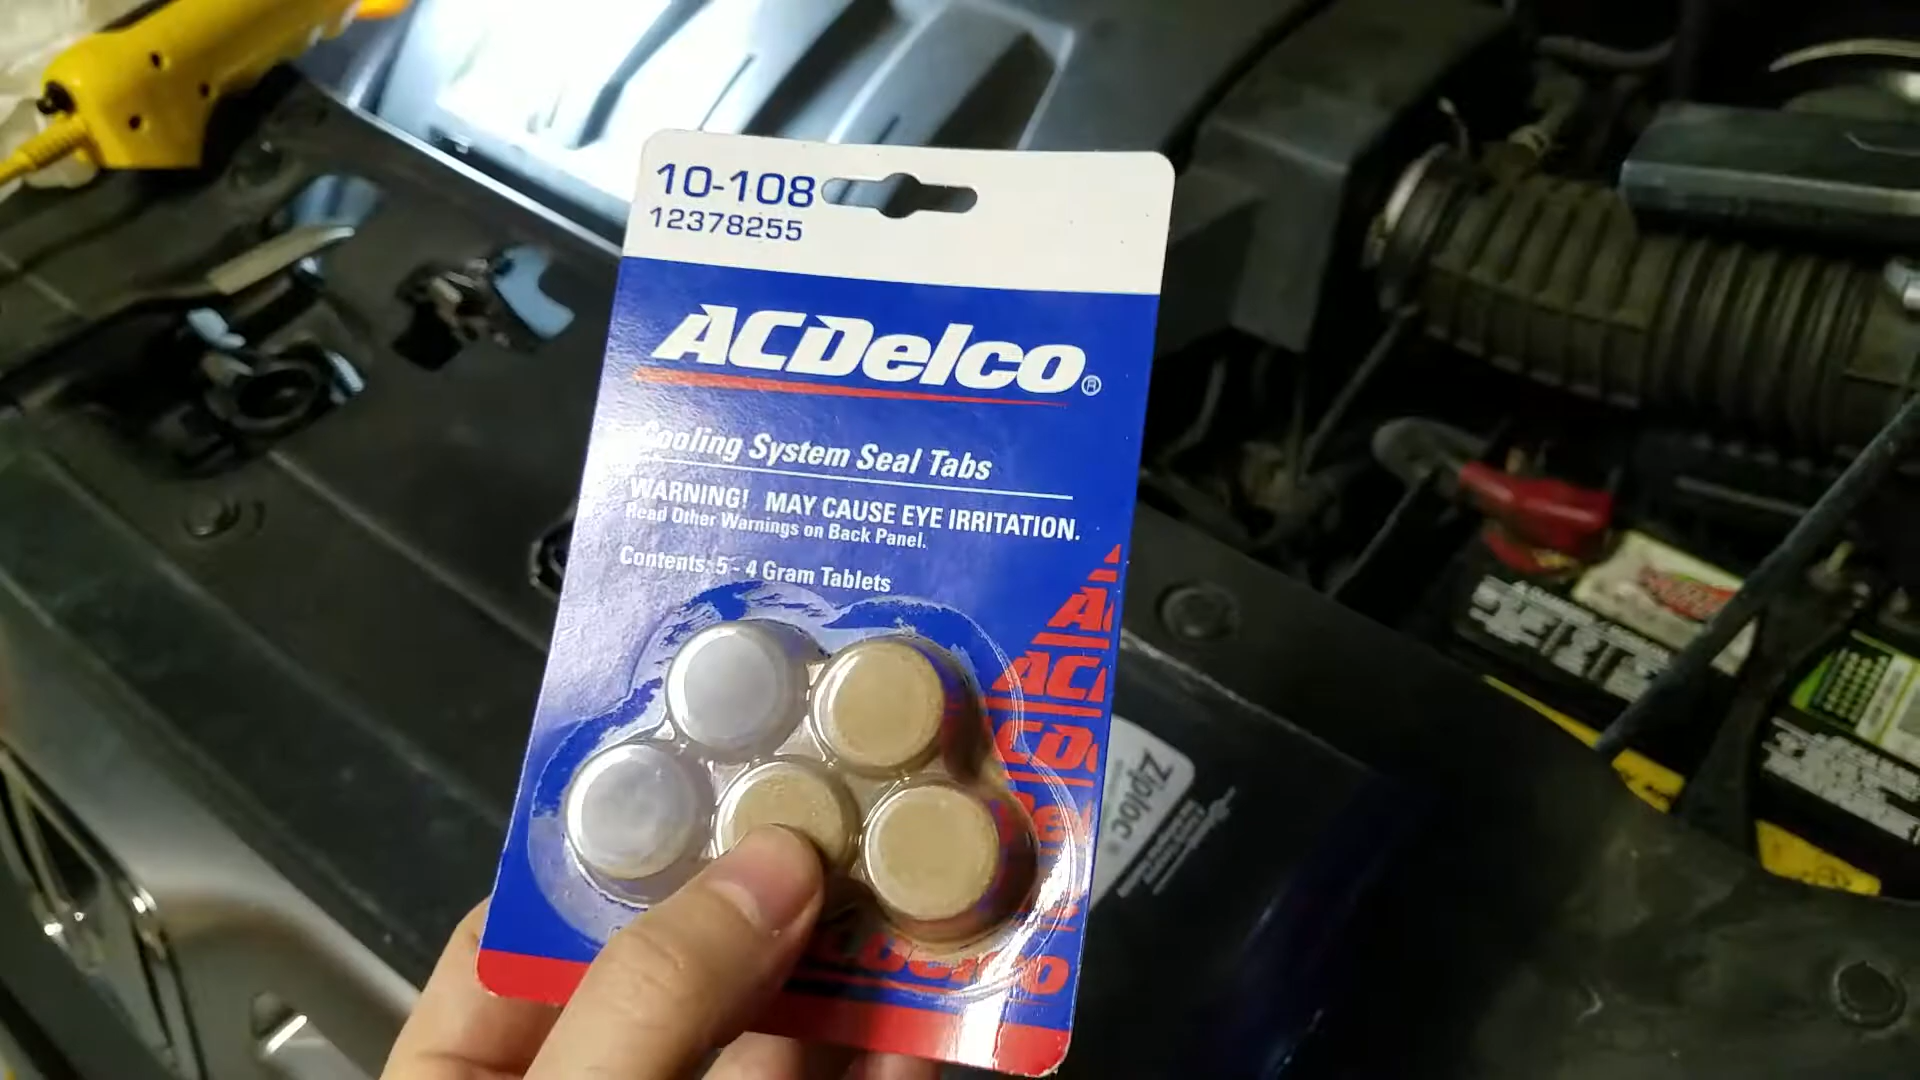 10-108
12378255
ACDelco®
Cooling System Seal Tabs
WARNING! MAY CAUSE EYE IRRITATION.
Read Other Warnings on Back Panel.
Contents: 5 - 4 Gram Tablets
Ziploc